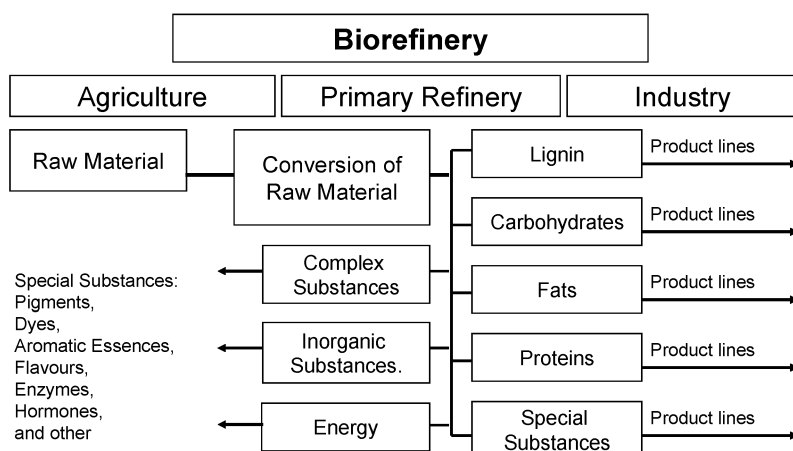 Biorefinery
Agriculture
Primary Refinery
Industry
Raw Material
Conversion of
Raw Material
Lignin
Product lines
Carbohydrates
Product lines
Complex
Substances
Fats
Product lines
Special Substances:
Pigments,
Dyes,
Aromatic Essences,
Flavours,
Enzymes,
Hormones,
and other
Inorganic
Substances.
Proteins
Product lines
Energy
Special
Substances
Product lines